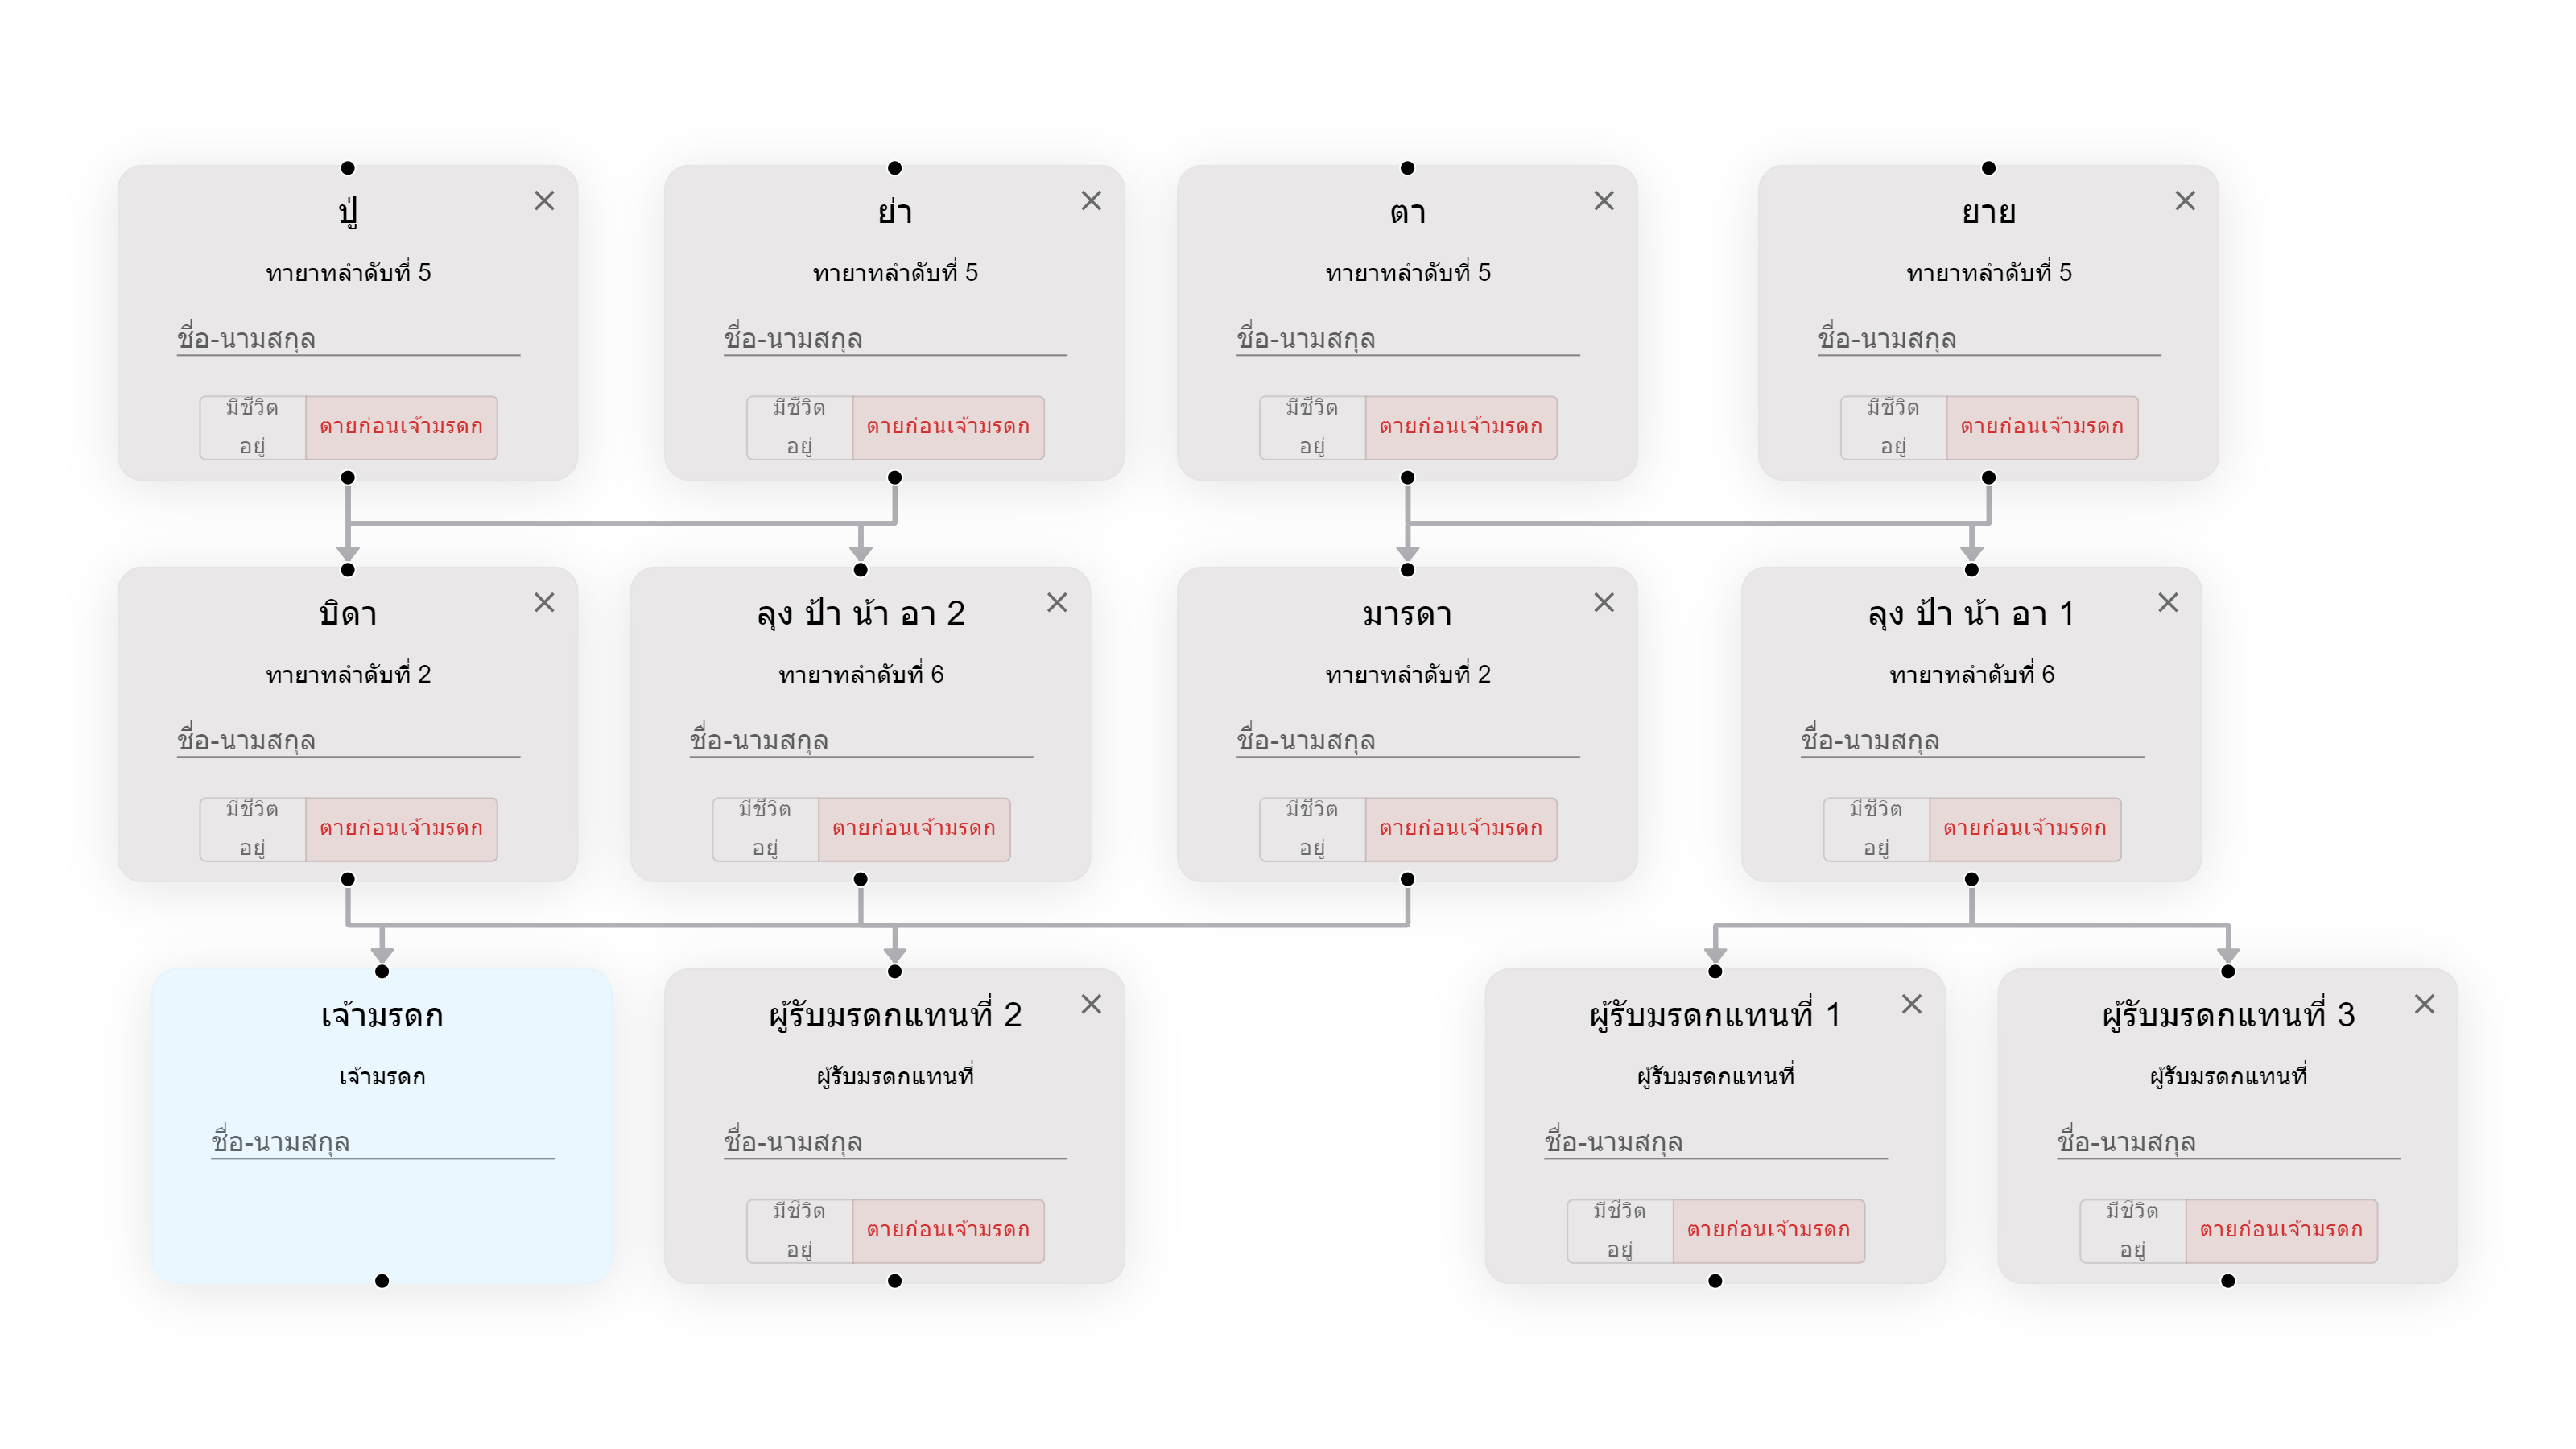 ปู่
ทายาทลำดับที่ 5
ชื่อ-นามสกุล
มีชีวิต
อยู่
ตายก่อนเจ้ามรดก
ย่า
ทายาทลำดับที่ 5
ชื่อ-นามสกุล
มีชีวิต
อยู่
ตายก่อนเจ้ามรดก
ตา
ทายาทลำดับที่ 5
ชื่อ-นามสกุล
มีชีวิต
อยู่
ตายก่อนเจ้ามรดก
ยาย
ทายาทลำดับที่ 5
ชื่อ-นามสกุล
มีชีวิต
อยู่
ตายก่อนเจ้ามรดก
บิดา
ทายาทลำดับที่ 2
ชื่อ-นามสกุล
มีชีวิต
อยู่
ตายก่อนเจ้ามรดก
ลุง ป้า น้า อา 2
ทายาทลำดับที่ 6
ชื่อ-นามสกุล
มีชีวิต
อยู่
ตายก่อนเจ้ามรดก
มารดา
ทายาทลำดับที่ 2
ชื่อ-นามสกุล
มีชีวิต
อยู่
ตายก่อนเจ้ามรดก
ลุง ป้า น้า อา 1
ทายาทลำดับที่ 6
ชื่อ-นามสกุล
มีชีวิต
อยู่
ตายก่อนเจ้ามรดก
เจ้ามรดก
เจ้ามรดก
ชื่อ-นามสกุล
ผู้รับมรดกแทนที่ 2
ผู้รับมรดกแทนที่
ชื่อ-นามสกุล
มีชีวิต
อยู่
ตายก่อนเจ้ามรดก
ผู้รับมรดกแทนที่ 1
ผู้รับมรดกแทนที่
ชื่อ-นามสกุล
มีชีวิต
อยู่
ตายก่อนเจ้ามรดก
ผู้รับมรดกแทนที่ 3
ผู้รับมรดกแทนที่
ชื่อ-นามสกุล
มีชีวิต
อยู่
ตายก่อนเจ้ามรดก